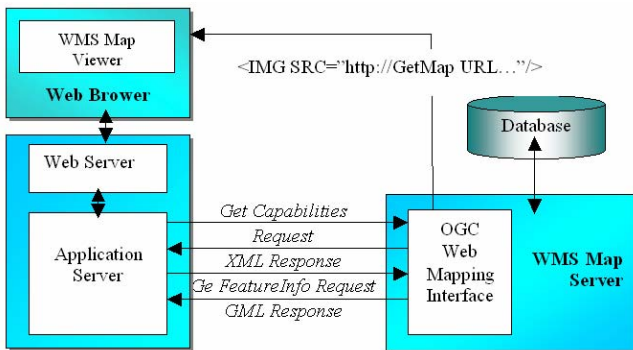 WMS Map
Viewer
Web Brower
<IMG SRC="http://GetMap URL…"/>
Database
Web Server
Application
Server
Get Capabilities
Request
XML Response
Ge FeatureInfo Request
GML Response
OGC
Web
Mapping
Interface
WMS Map
Server